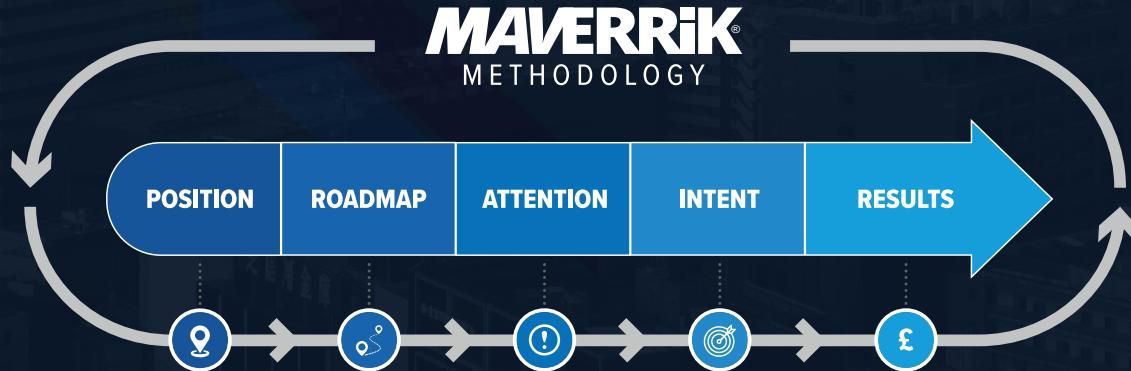 MAVERRiK®
METHODOLOGY
POSITION
ROADMAP
ATTENTION
INTENT
RESULTS
£